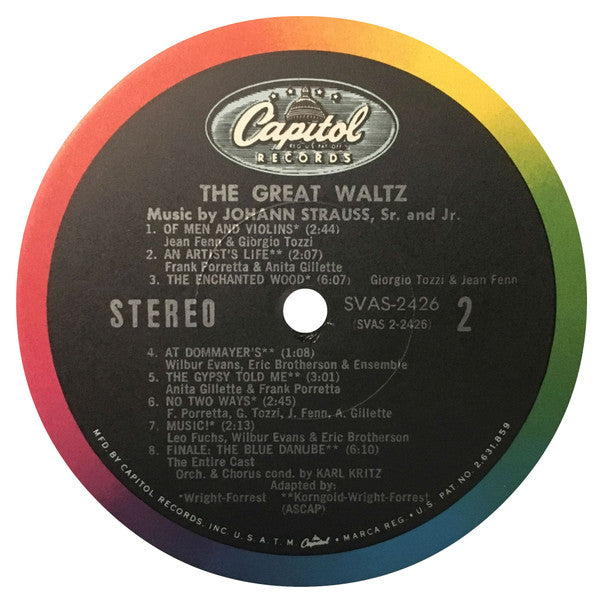 Capitol
REG. U.S. PAT. OFF.
RECORDS
THE GREAT WALTZ
Music by JOHANN STRAUSS, Sr. and Jr.
1. OF MEN AND VIOLINS* (2:44)
Jean Fenn & Giorgio Tozzi
2. AN ARTIST'S LIFE** (2:07)
Frank Porretta & Anita Gillette
3. THE ENCHANTED WOOD* (6:07) Giorgio Tozzi & Jean Fenn
STEREO
SVAS-2426
(SVAS 2-2426)
2
4. AT DOMMAYER'S** (1:08)
Wilbur Evans, Eric Brotherson & Ensemble
5. THE GYPSY TOLD ME** (3:01)
Anita Gillette & Frank Porretta
6. NO TWO WAYS* (2:45)
F. Porretta, G. Tozzi, J. Fenn, A. Gillette
7. MUSIC!* (2:13)
Leo Fuchs, Wilbur Evans & Eric Brotherson
8. FINALE: THE BLUE DANUBE** (6:10)
The Entire Cast
Orch. & Chorus cond. by KARL KRITZ
Adapted by:
*Wright-Forrest **Korngold-Wright-Forrest
(ASCAP)
MFD. BY CAPITOL RECORDS, INC. U.S.A. T.M. Capitol • MARCA REG. • U.S. PAT. NO. 2,631,859